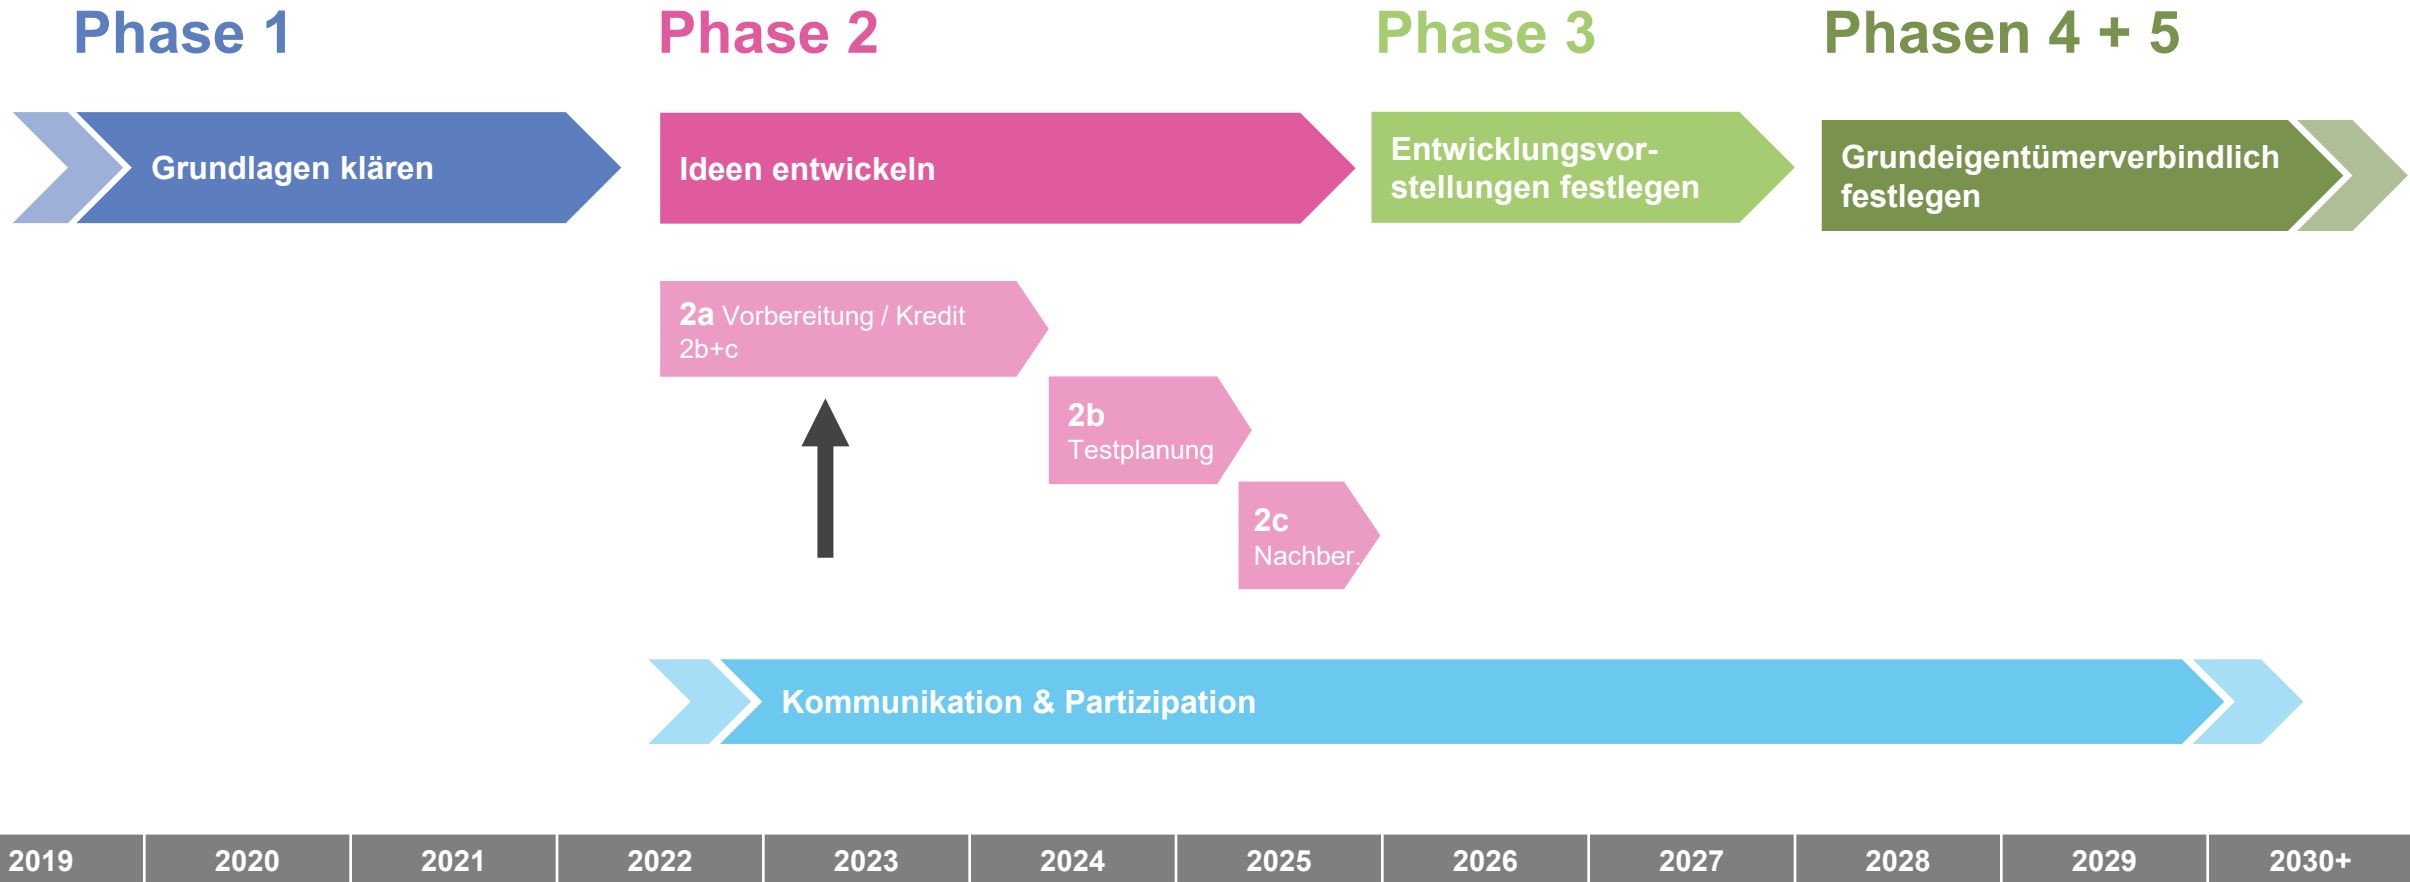 Phase 1
Phase 2
Phase 3
Phasen 4 + 5
Grundlagen klären
Ideen entwickeln
Entwicklungsvor-
stellungen festlegen
Grundeigentümerverbindlich
festlegen
2a Vorbereitung / Kredit
2b+c
2b
Testplanung
2c
Nachber.
Kommunikation & Partizipation
2019 2020 2021 2022 2023 2024 2025 2026 2027 2028 2029 2030+